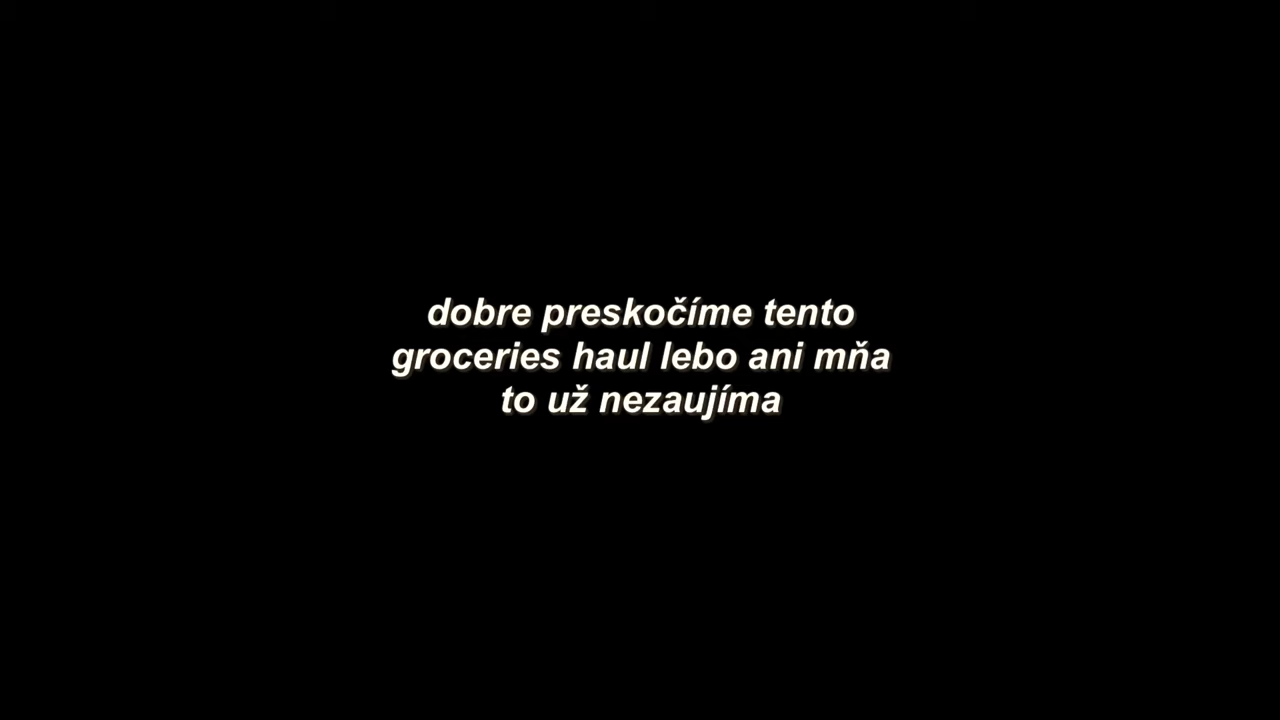 dobre preskočíme tento
groceries haul lebo ani mňa
to už nezaujíma